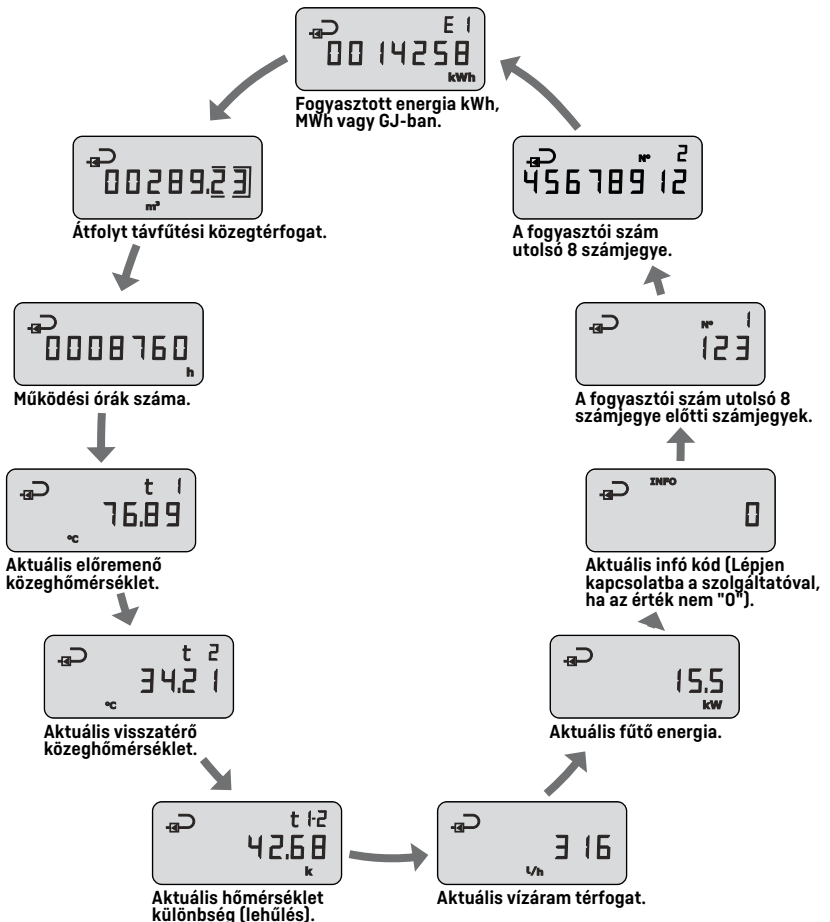 E 1
0014258
kWh
Fogyasztott energia kWh,
MWh vagy GJ-ban.
00289.23
m³
Átfolyt távfűtési közegtérfogat.
0008760
h
Működési órák száma.
t 1
76.89
°C
Aktuális előremenő
közeghőmérséklet.
t 2
34.21
°C
Aktuális visszatérő
közeghőmérséklet.
t1-2
42.68
k
Aktuális hőmérséklet
különbség (lehűlés).
316
l/h
Aktuális vízáram térfogat.
15.5
kW
Aktuális fűtő energia.
INFO
0
Aktuális infó kód (Lépjen
kapcsolatba a szolgáltatóval,
ha az érték nem "0").
N° 1
123
A fogyasztói szám utolsó 8
számjegye előtti számjegyek.
N° 2
45678912
A fogyasztói szám
utolsó 8 számjegye.